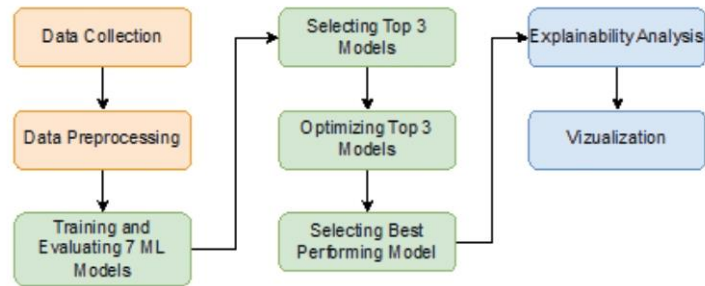 Data Collection
Data Preprocessing
Training and
Evaluating 7 ML
Models
Selecting Top 3
Models
Optimizing Top 3
Models
Selecting Best
Performing Model
Explainability Analysis
Vizualization